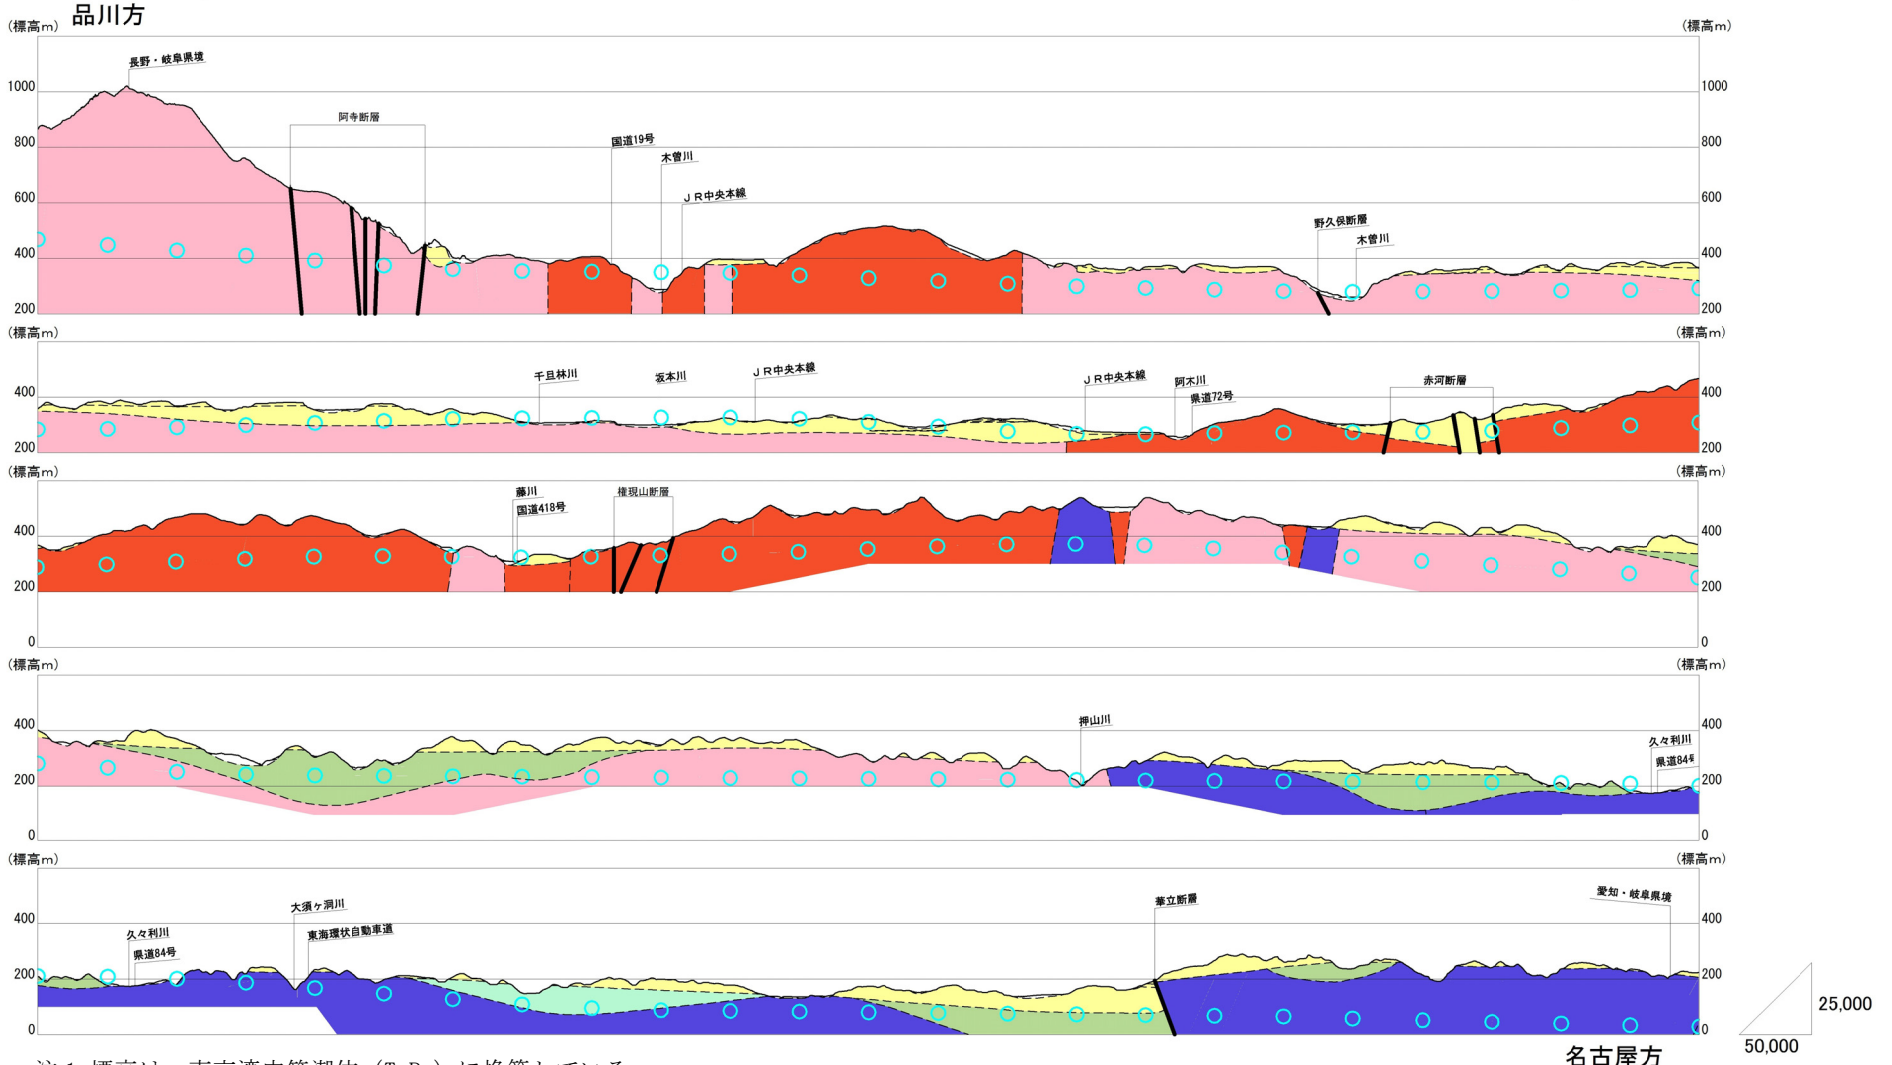 品川方
(標高m)
(標高m)
長野・岐阜県境
1000
1000
阿寺断層
800
国道19号
800
木曽川
600
JR中央本線
600
野久保断層
木曽川
400
400
200
200
(標高m)
(標高m)
千旦林川
坂本川
JR中央本線
JR中央本線
阿木川
県道72号
赤河断層
400
400
200
200
(標高m)
(標高m)
藤川
国道418号
権現山断層
400
400
200
200
0
0
(標高m)
(標高m)
押山川
久々利川
県道84号
400
400
200
200
0
0
(標高m)
(標高m)
大須ヶ洞川
華立断層
愛知・岐阜県境
久々利川
県道84号
東海環状自動車道
400
400
200
200
0
0
25,000
50,000
名古屋方